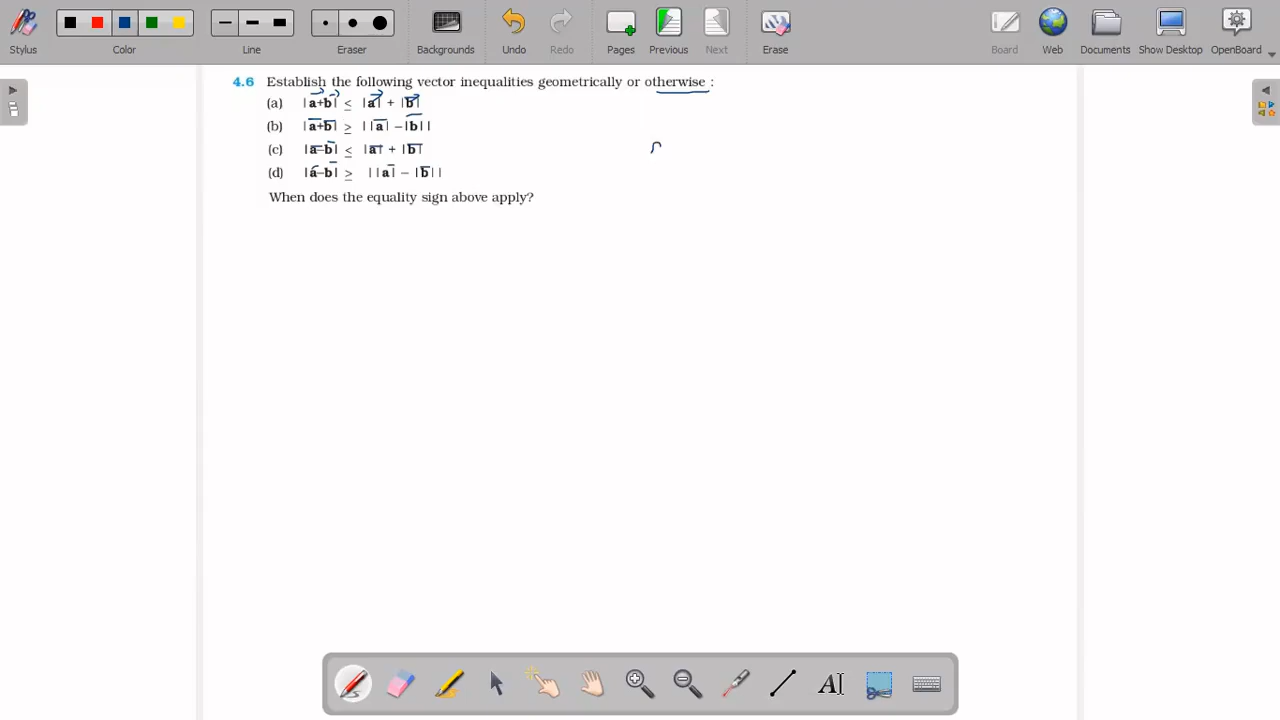 Stylus
Color
Line
Eraser
Backgrounds
Undo
Redo
Pages
Previous
Next
Erase
Board
Web
Documents
Show Desktop
OpenBoard
4.6 Establish the following vector inequalities geometrically or otherwise :
(a) |a+b| ≤ |a| + |b|
(b) |a+b| ≥ ||a| −|b||
(c) |a−b| ≤ |a| + |b|
(d) |a−b| ≥ ||a| − |b||
When does the equality sign above apply?